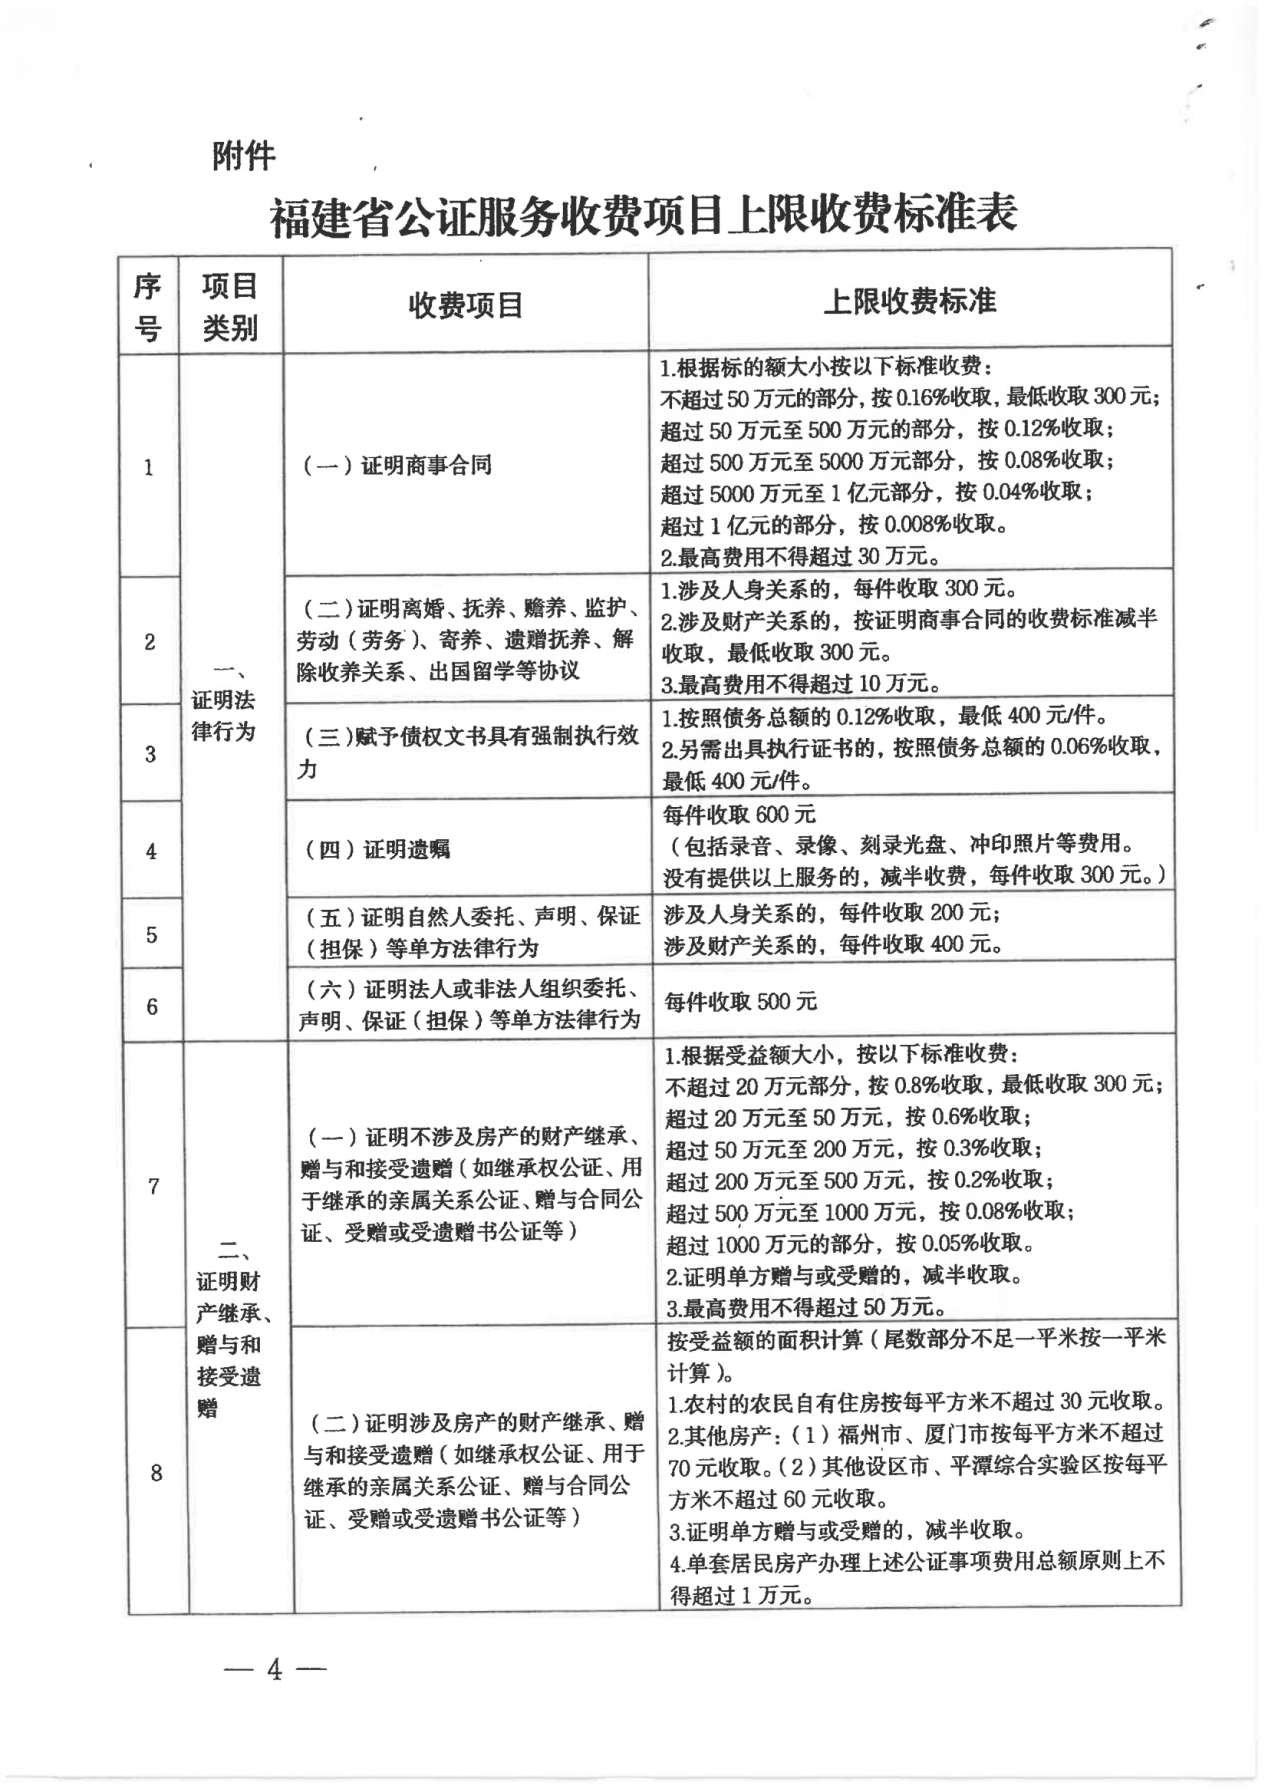 附件
福建省公证服务收费项目上限收费标准表
序号
项目类别
收费项目
上限收费标准
1
一、
证明法
律行为
（一）证明商事合同
1.根据标的额大小按以下标准收费：
不超过50万元的部分，按0.16%收取，最低收取300元；
超过50万元至500万元的部分，按0.12%收取；
超过500万元至5000万元部分，按0.08%收取；
超过5000万元至1亿元部分，按0.04%收取；
超过1亿元的部分，按0.008%收取。
2.最高费用不得超过30万元。
2
（二）证明离婚、抚养、赡养、监护、
劳动（劳务）、寄养、遗赠抚养、解
除收养关系、出国留学等协议
1.涉及人身关系的，每件收取300元。
2.涉及财产关系的，按证明商事合同的收费标准减半
收取，最低收取300元。
3.最高费用不得超过10万元。
3
（三）赋予债权文书具有强制执行效
力
1.按照债务总额的0.12%收取，最低400元/件。
2.另需出具执行证书的，按照债务总额的0.06%收取，
最低400元/件。
4
（四）证明遗嘱
每件收取600元
（包括录音、录像、刻录光盘、冲印照片等费用。
没有提供以上服务的，减半收费，每件收取300元。）
5
（五）证明自然人委托、声明、保证
（担保）等单方法律行为
涉及人身关系的，每件收取200元；
涉及财产关系的，每件收取400元。
6
（六）证明法人或非法人组织委托、
声明、保证（担保）等单方法律行为
每件收取500元
7
二、
证明财
产继承、
赠与和
接受遗
赠
（一）证明不涉及房产的财产继承、
赠与和接受遗赠（如继承权公证、用
于继承的亲属关系公证、赠与合同公
证、受赠或受遗赠书公证等）
1.根据受益额大小，按以下标准收费：
不超过20万元部分，按0.8%收取，最低收取300元；
超过20万元至50万元，按0.6%收取；
超过50万元至200万元，按0.3%收取；
超过200万元至500万元，按0.2%收取；
超过500万元至1000万元，按0.08%收取；
超过1000万元的部分，按0.05%收取。
2.证明单方赠与或受赠的，减半收取。
3.最高费用不得超过50万元。
8
（二）证明涉及房产的财产继承、赠
与和接受遗赠（如继承权公证、用于
继承的亲属关系公证、赠与合同公
证、受赠或受遗赠书公证等）
按受益额的面积计算（尾数部分不足一平米按一平米
计算）。
1.农村的农民自有住房按每平方米不超过30元收取。
2.其他房产：（1）福州市、厦门市按每平方米不超过
70元收取。（2）其他设区市、平潭综合实验区按每平
方米不超过60元收取。
3.证明单方赠与或受赠的，减半收取。
4.单套居民房产办理上述公证事项费用总额原则上不
得超过1万元。
— 4 —